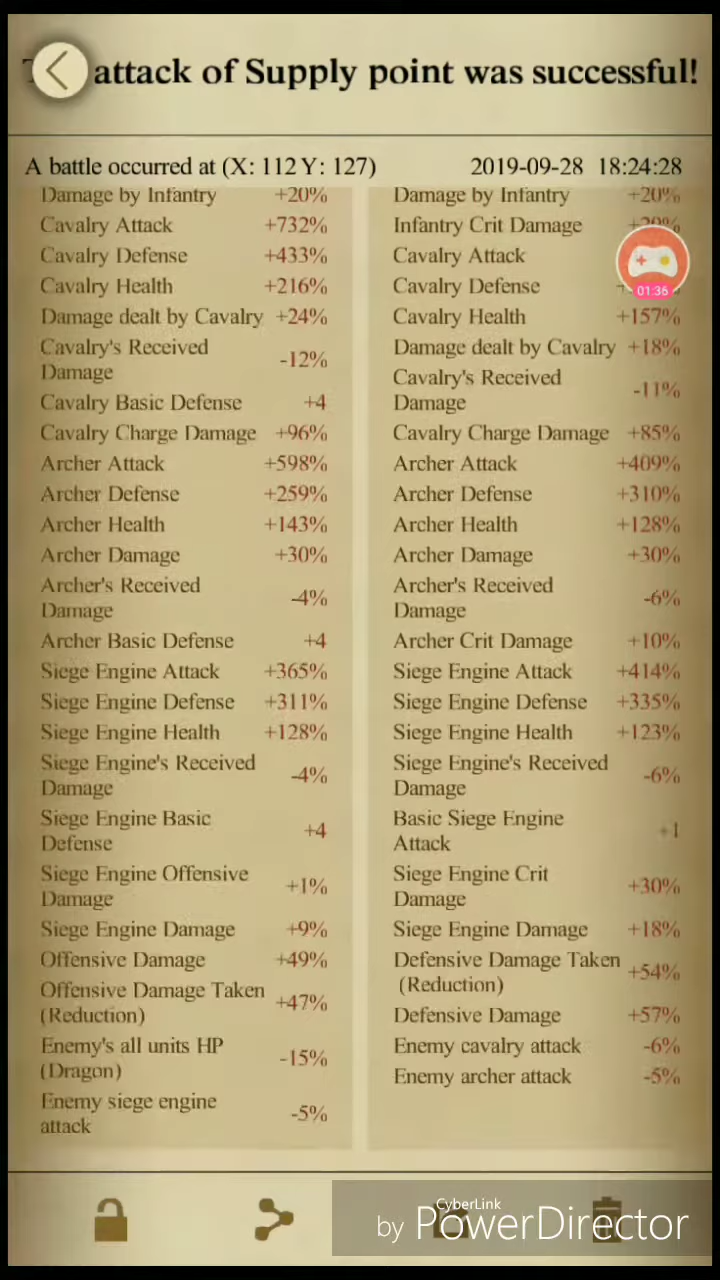 attack of Supply point was successful!
A battle occurred at (X: 112 Y: 127) 2019-09-28 18:24:28
Damage by Infantry +20%
Cavalry Attack +732%
Cavalry Defense +433%
Cavalry Health +216%
Damage dealt by Cavalry +24%
Cavalry's Received
Damage -12%
Cavalry Basic Defense +4
Cavalry Charge Damage +96%
Archer Attack +598%
Archer Defense +259%
Archer Health +143%
Archer Damage +30%
Archer's Received
Damage -4%
Archer Basic Defense +4
Siege Engine Attack +365%
Siege Engine Defense +311%
Siege Engine Health +128%
Siege Engine's Received
Damage -4%
Siege Engine Basic
Defense +4
Siege Engine Offensive
Damage +1%
Siege Engine Damage +9%
Offensive Damage +49%
Offensive Damage Taken
(Reduction) +47%
Enemy's all units HP
(Dragon) -15%
Enemy siege engine
attack -5%
Damage by Infantry +20%
Infantry Crit Damage +20%
Cavalry Attack
Cavalry Defense
01:36
Cavalry Health +157%
Damage dealt by Cavalry +18%
Cavalry's Received
Damage -11%
Cavalry Charge Damage +85%
Archer Attack +409%
Archer Defense +310%
Archer Health +128%
Archer Damage +30%
Archer's Received
Damage -6%
Archer Crit Damage +10%
Siege Engine Attack +414%
Siege Engine Defense +335%
Siege Engine Health +123%
Siege Engine's Received
Damage -6%
Basic Siege Engine
Attack +1
Siege Engine Crit
Damage +30%
Siege Engine Damage +18%
Defensive Damage Taken
(Reduction) +54%
Defensive Damage +57%
Enemy cavalry attack -6%
Enemy archer attack -5%
CyberLink
by PowerDirector